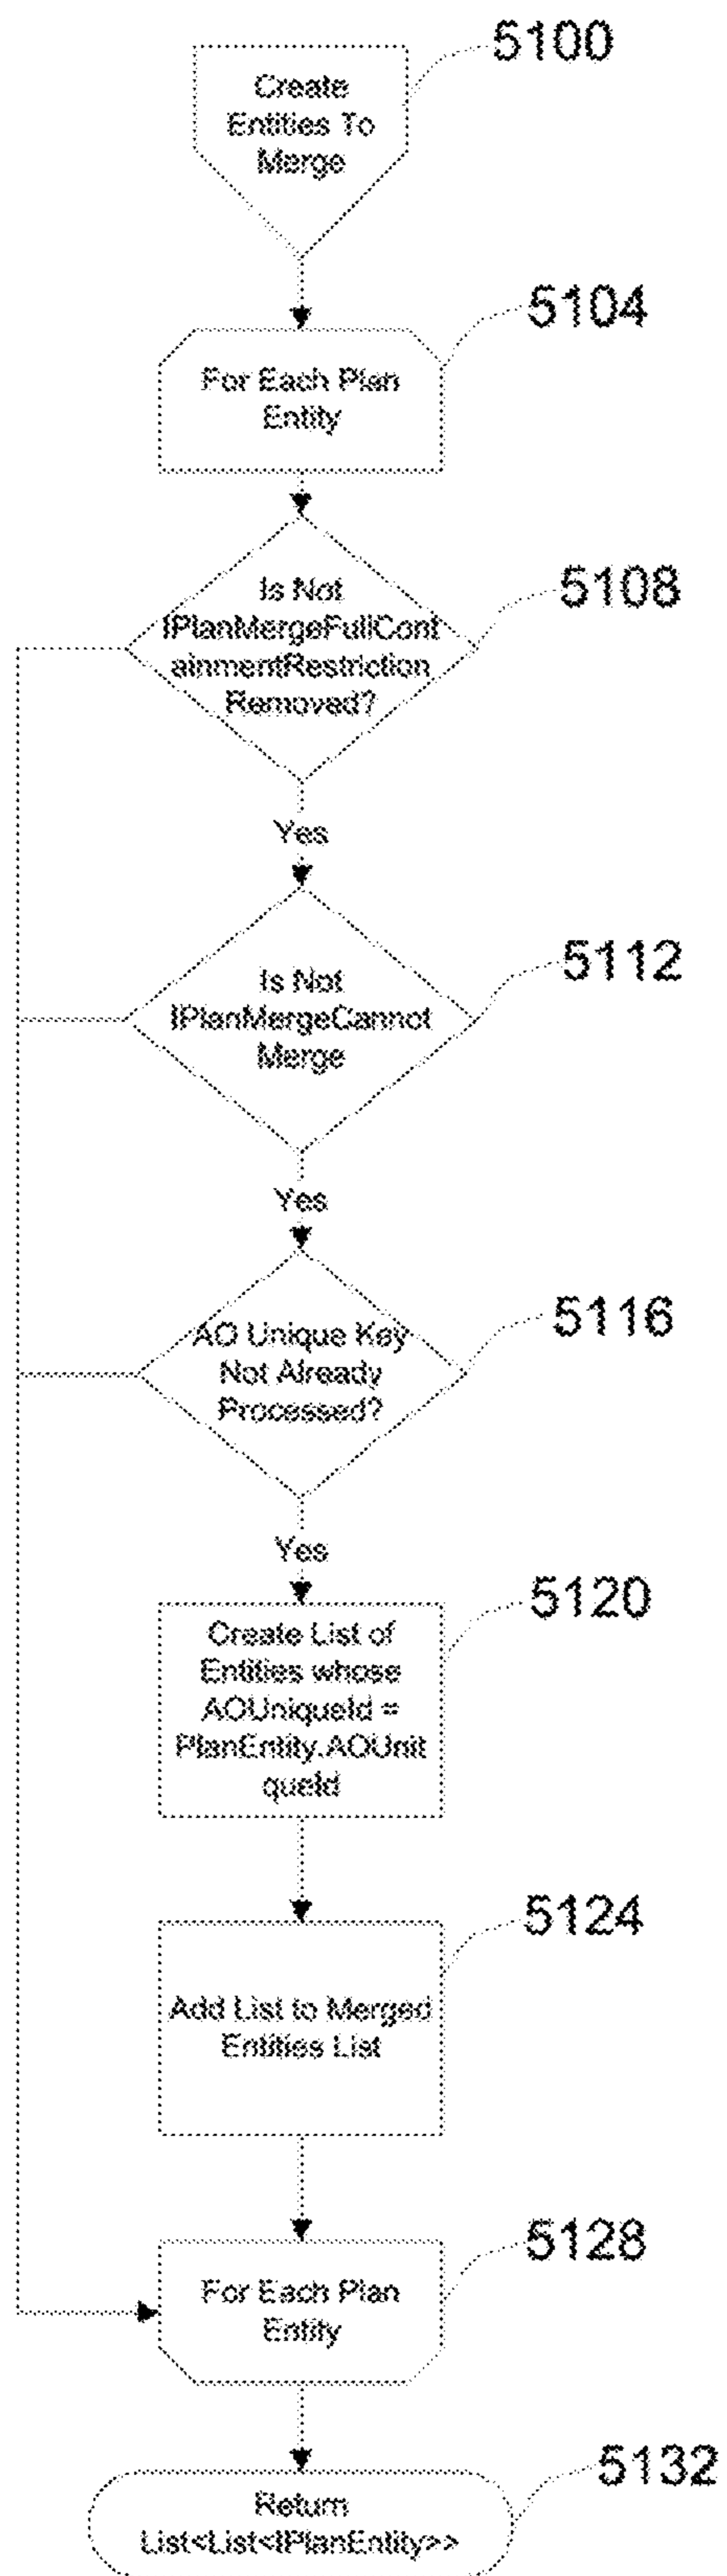 5100
Create
Entities To
Merge
5104
For Each Plan
Entity
5108
Is Not
IPlanMergeFullCont
ainmentRestriction
Removed?
Yes
5112
Is Not
IPlanMergeCannot
Merge
Yes
5116
AO Unique Key
Not Already
Processed?
Yes
5120
Create List of
Entities whose
AOUniqueId =
PlanEntity.AOUnit
queId
5124
Add List to Merged
Entities List
5128
For Each Plan
Entity
5132
Return
List<List<IPlanEntity>>